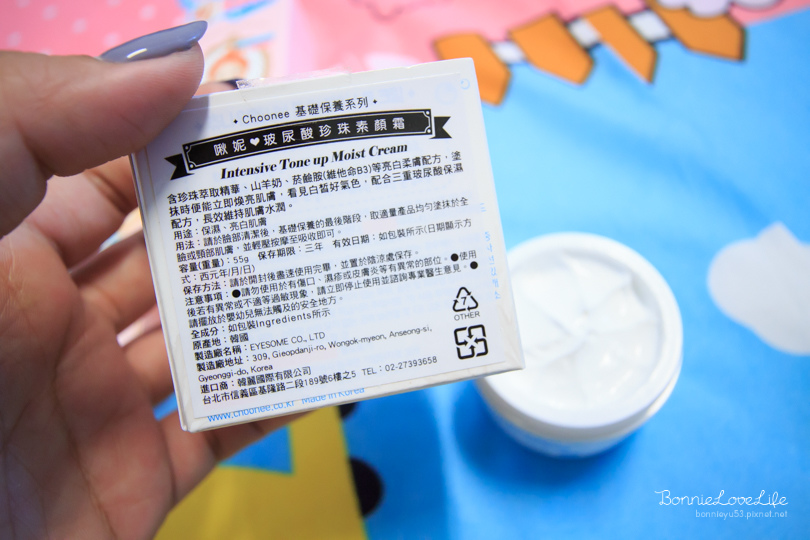 Choonee 基礎保養系列
啾妮♥玻尿酸珍珠素顏霜
Intensive Tone up Moist Cream
含珍珠萃取精華、山羊奶、菸鹼胺(維他命B3)等亮白柔膚配方，塗
抹時便能立即煥亮肌膚，看見白皙好氣色，配合三重玻尿酸保濕
配方，長效維持肌膚水潤。
用途：保濕、亮白肌膚
用法：請於臉部清潔後，基礎保養的最後階段，取適量產品均勻塗抹於全
臉或頸部肌膚，並輕壓按摩至吸收即可。
容量(重量)：55g 保存期限：三年 有效日期：如包裝所示(日期顯示方
式：西元年/月/日)
保存方法：請於開封後盡速使用完畢，並置於陰涼處保存。
注意事項：●請勿使用於有傷口、濕疹或皮膚炎等有異常的部位。●使用
後若有異常或不適等過敏現象，請立即停止使用並諮詢專業醫生意見。●
請擺放於嬰幼兒無法觸及的安全地方。
全成分：如包裝Ingredients所示
原產地：韓國
製造廠名稱：EYESOME CO., LTD
製造廠地址：309, Gieopdanji-ro, Wongok-myeon, Anseong-si,
Gyeonggi-do, Korea
進口商：韓麗國際有限公司
台北市信義區基隆路二段189號6樓之5 TEL：02-27393658
7
OTHER
www.choonee.co.kr Made in Korea
BonnieLoveLife
bonnieyu53.pixnet.net